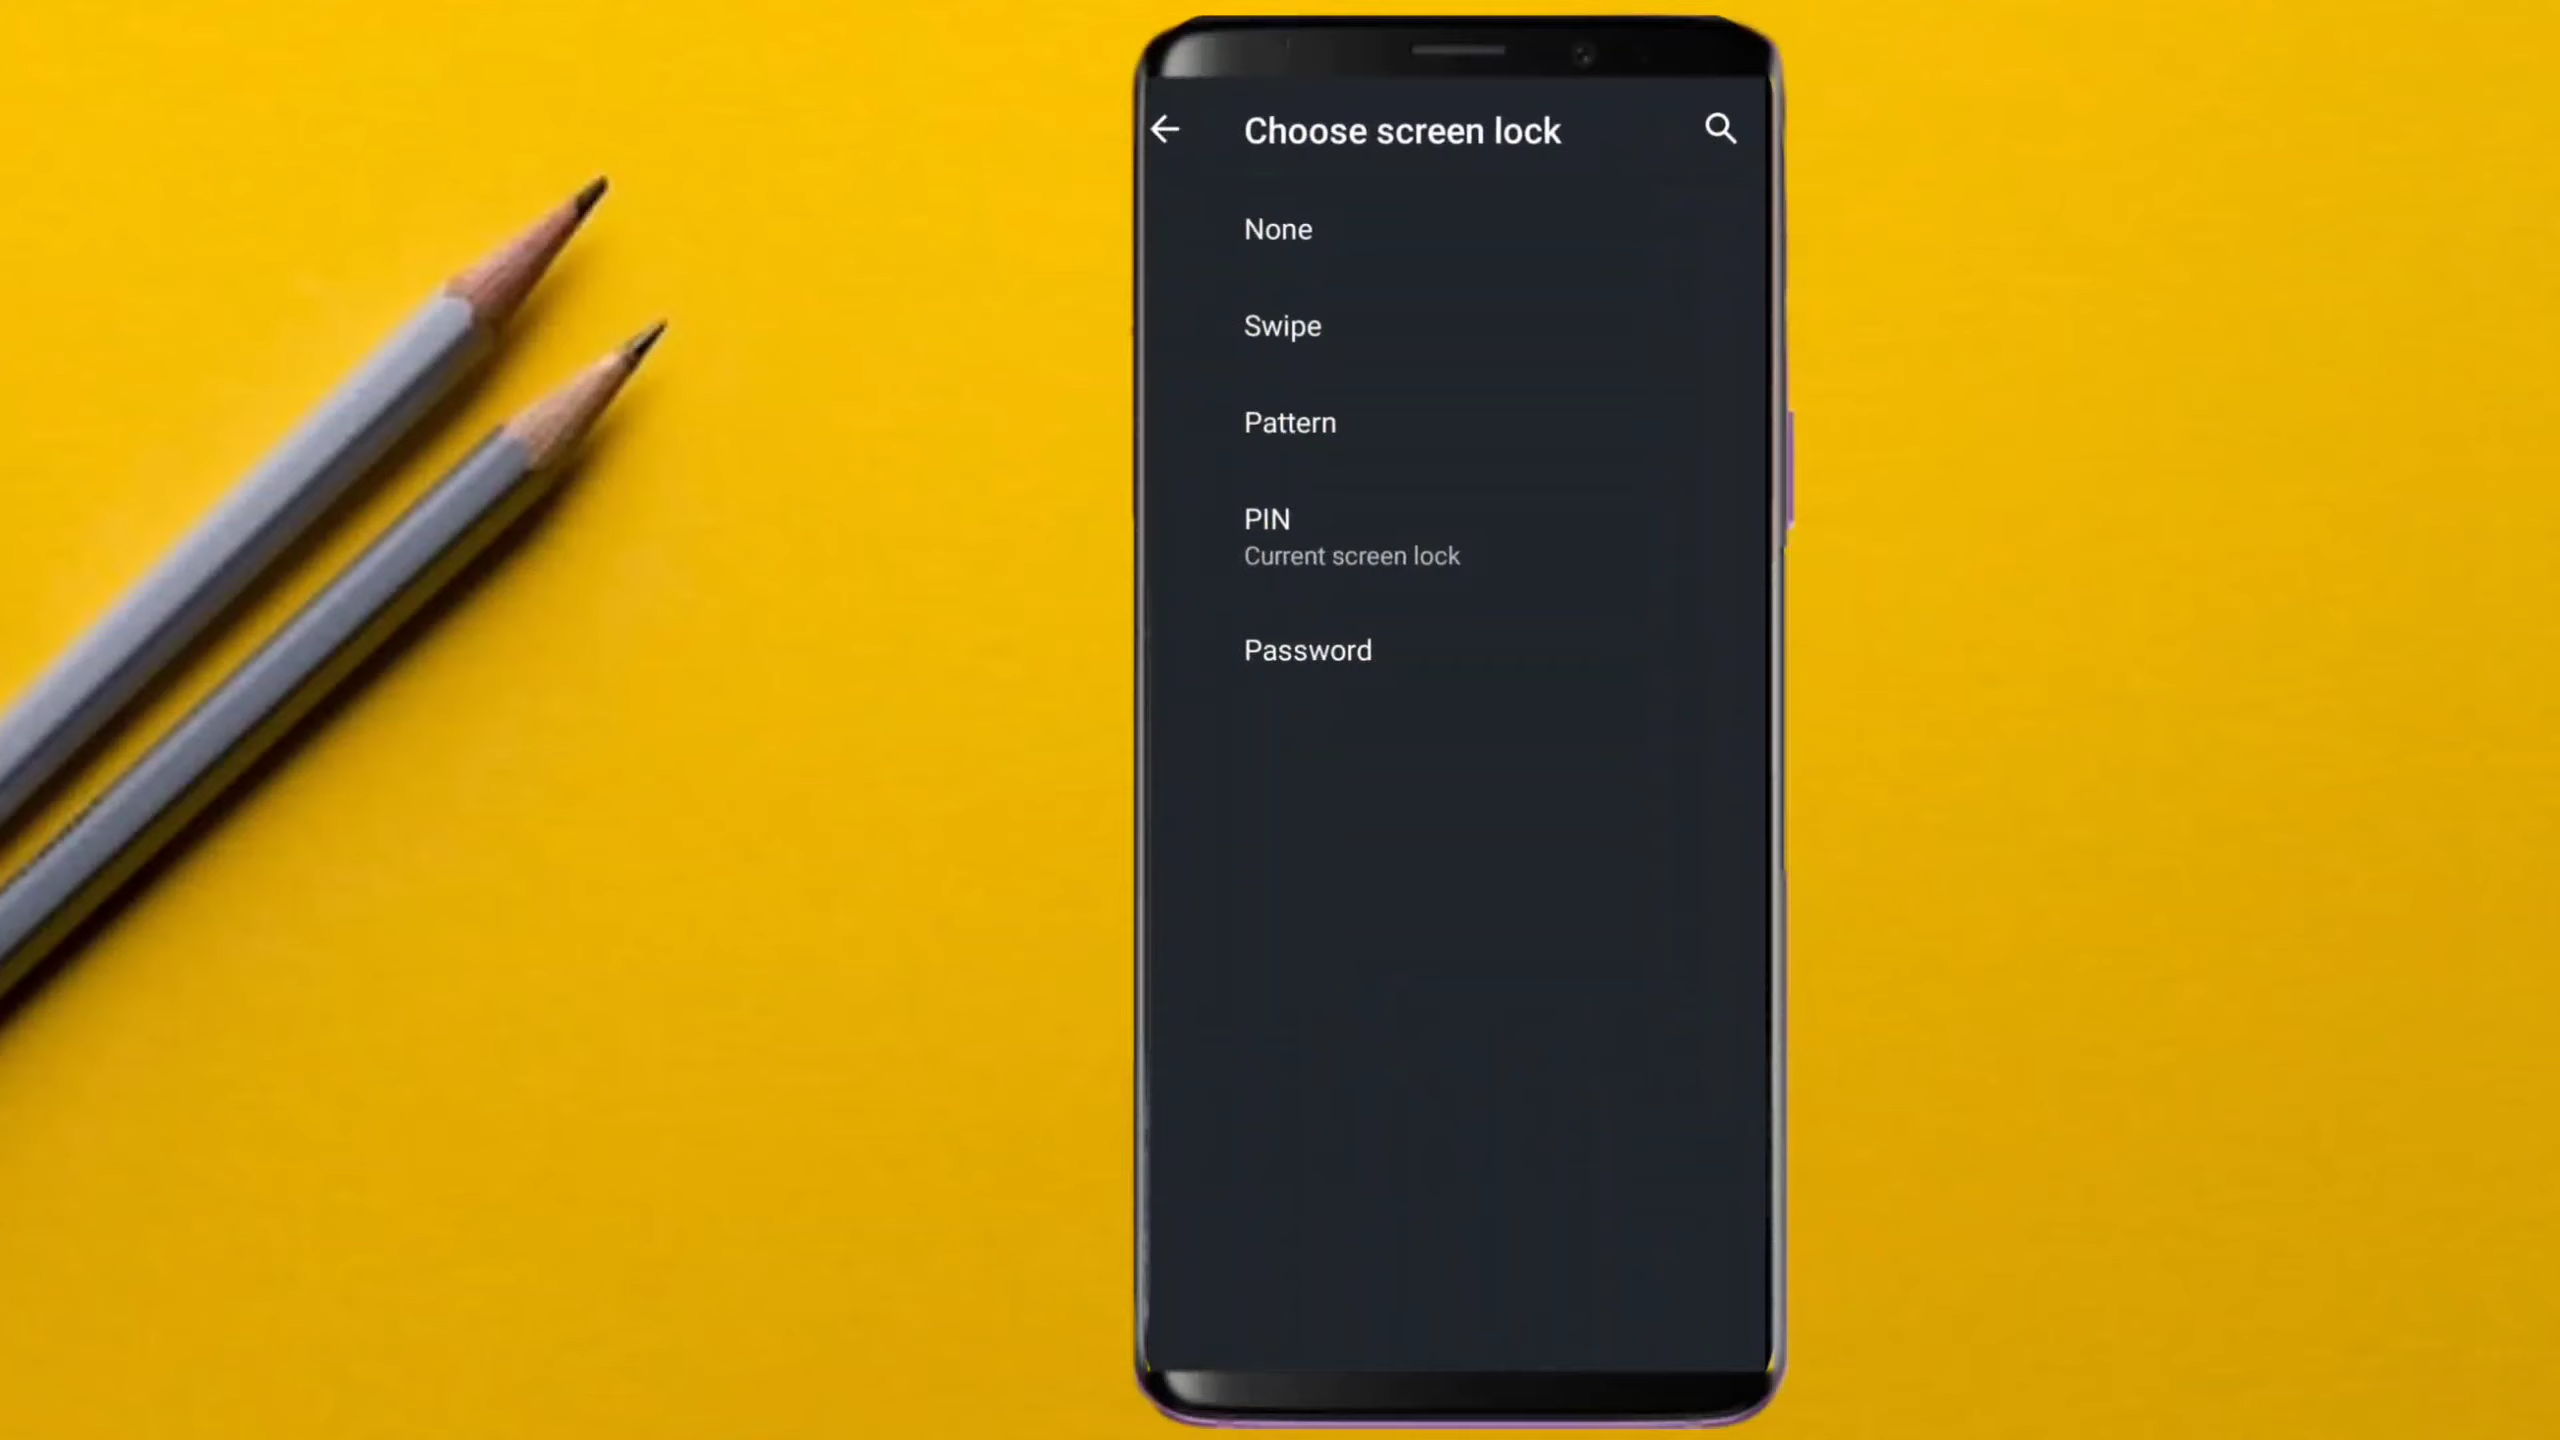 Choose screen lock
None
Swipe
Pattern
PIN
Current screen lock
Password